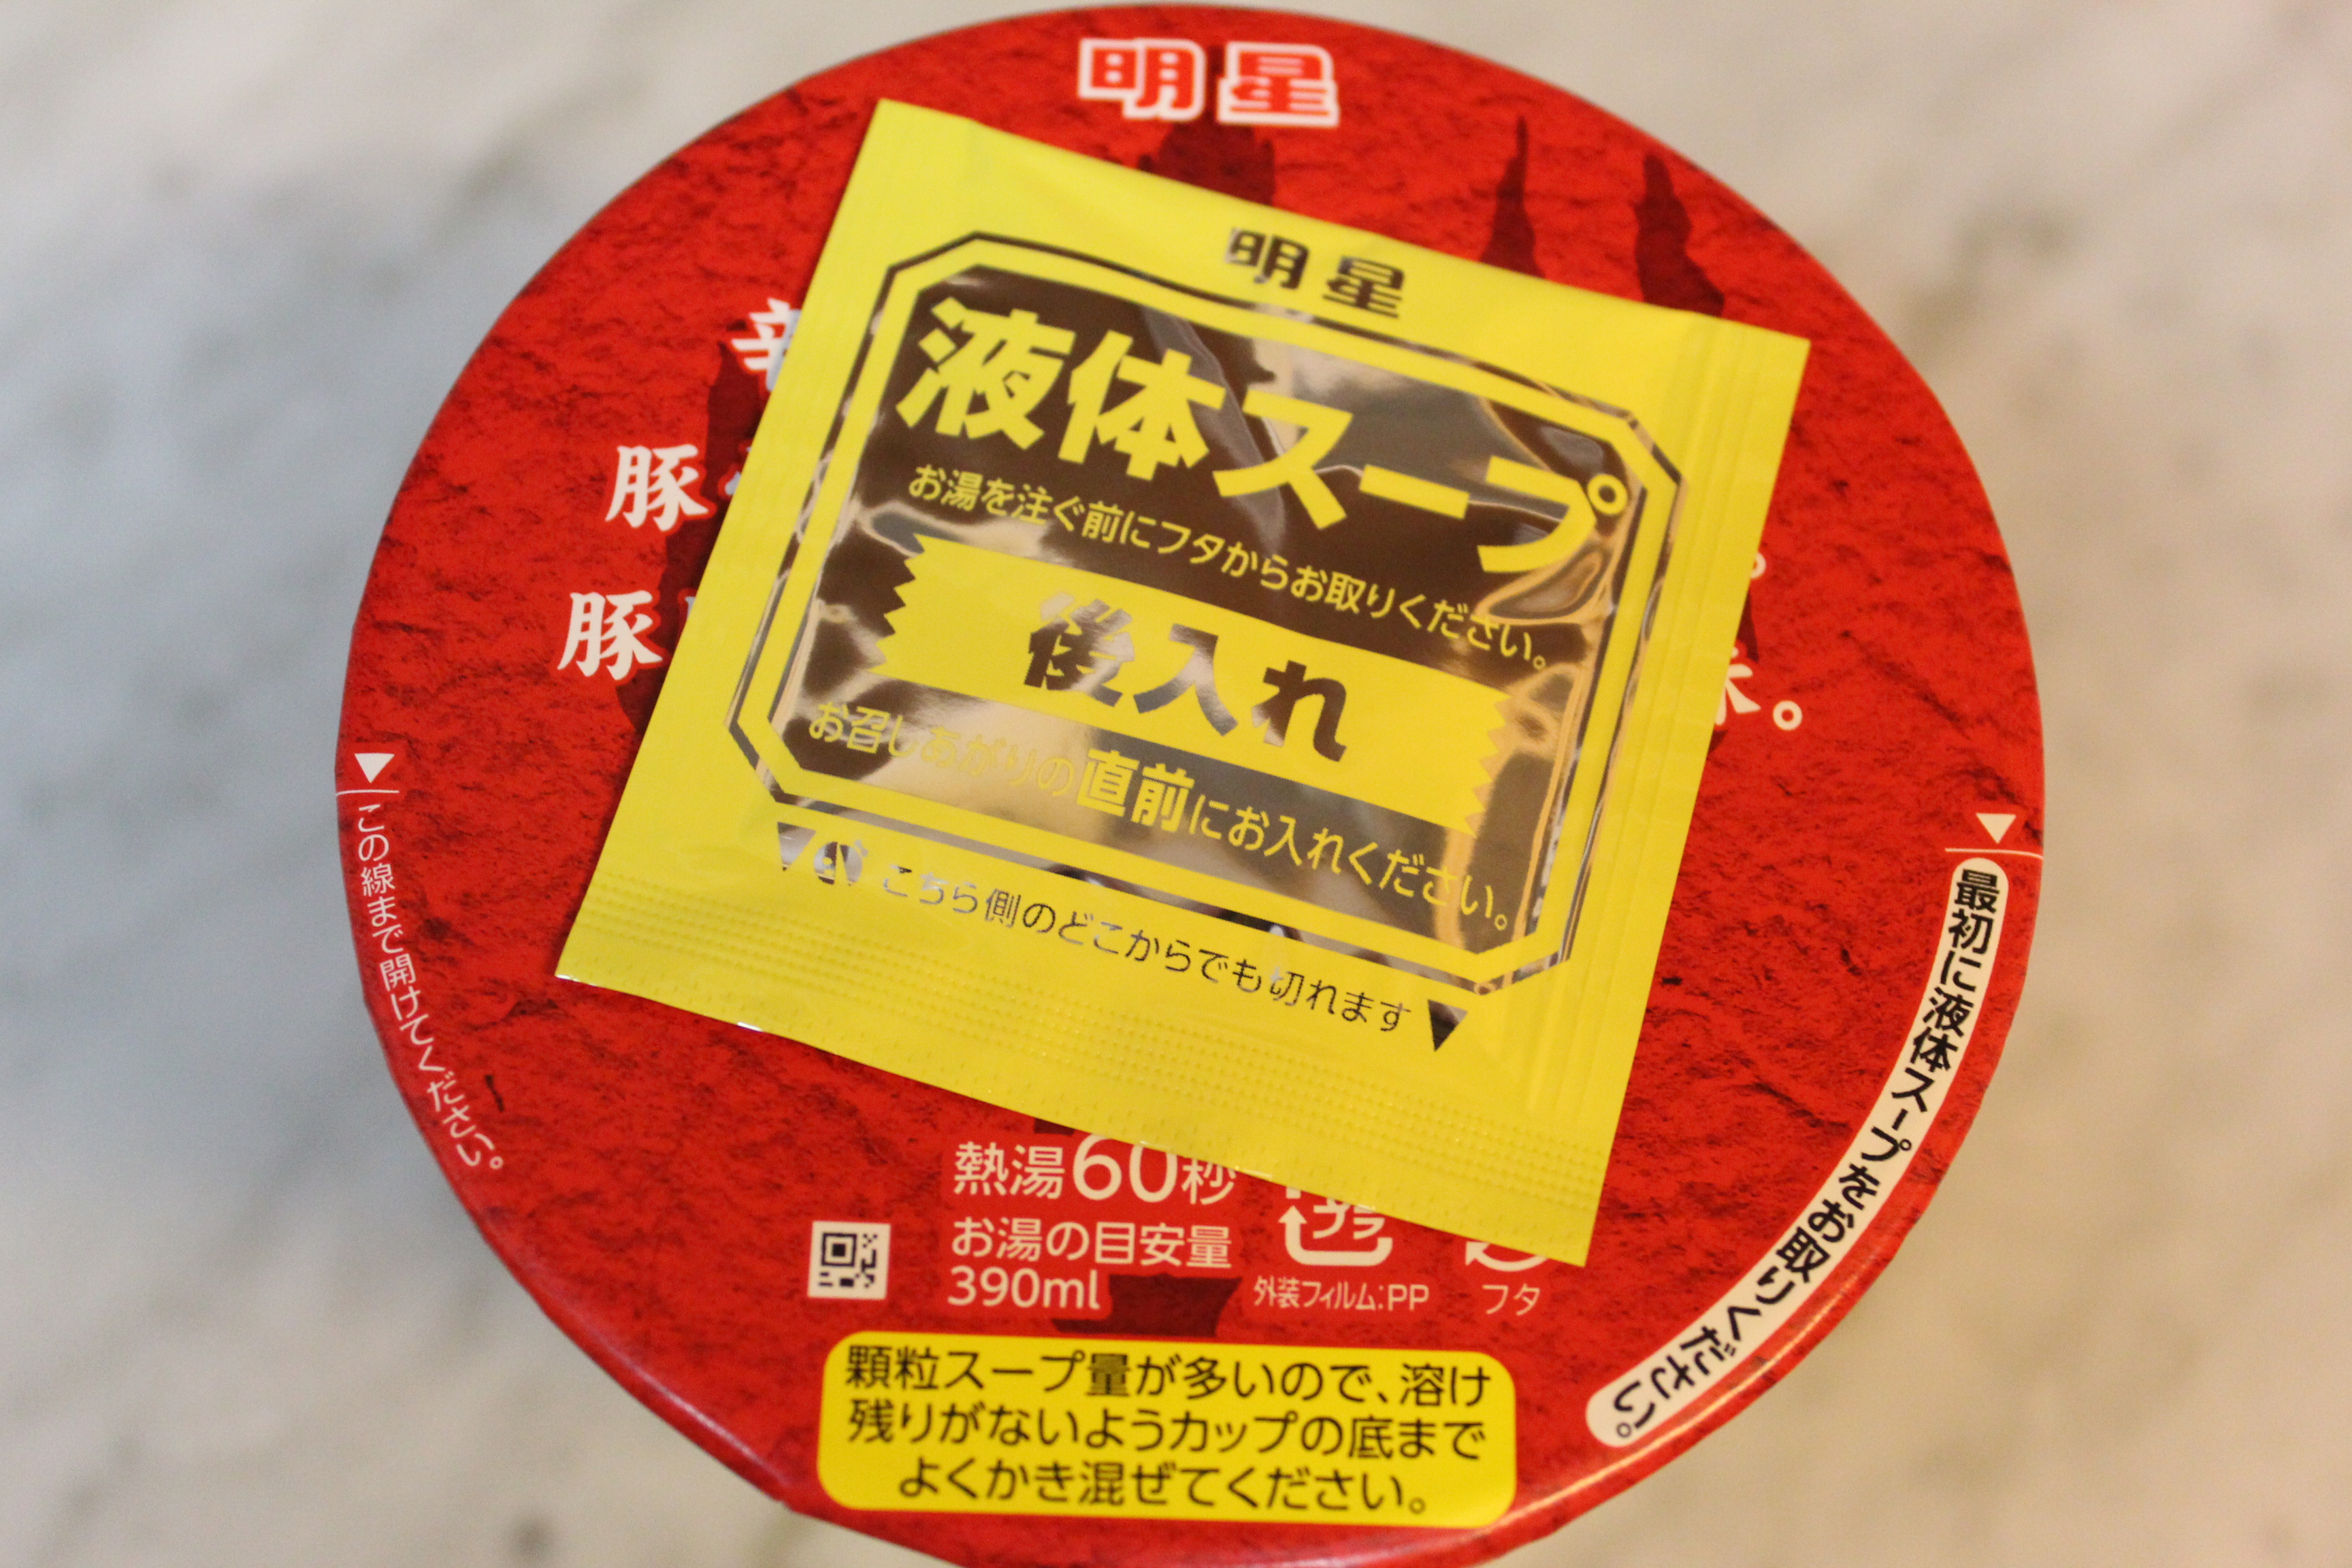 明星
明星
液体スープ
お湯を注ぐ前にフタからお取りください。
後入れ
お召しあがりの直前にお入れください。
こちら側のどこからでも切れます
豚
豚
味。
この線まで開けてください。
最初に液体スープをお取りください。
熱湯60秒
お湯の目安量
390ml
プラ
外装フィルム:PP
フタ
顆粒スープ量が多いので、溶け
残りがないようカップの底まで
よくかき混ぜてください。